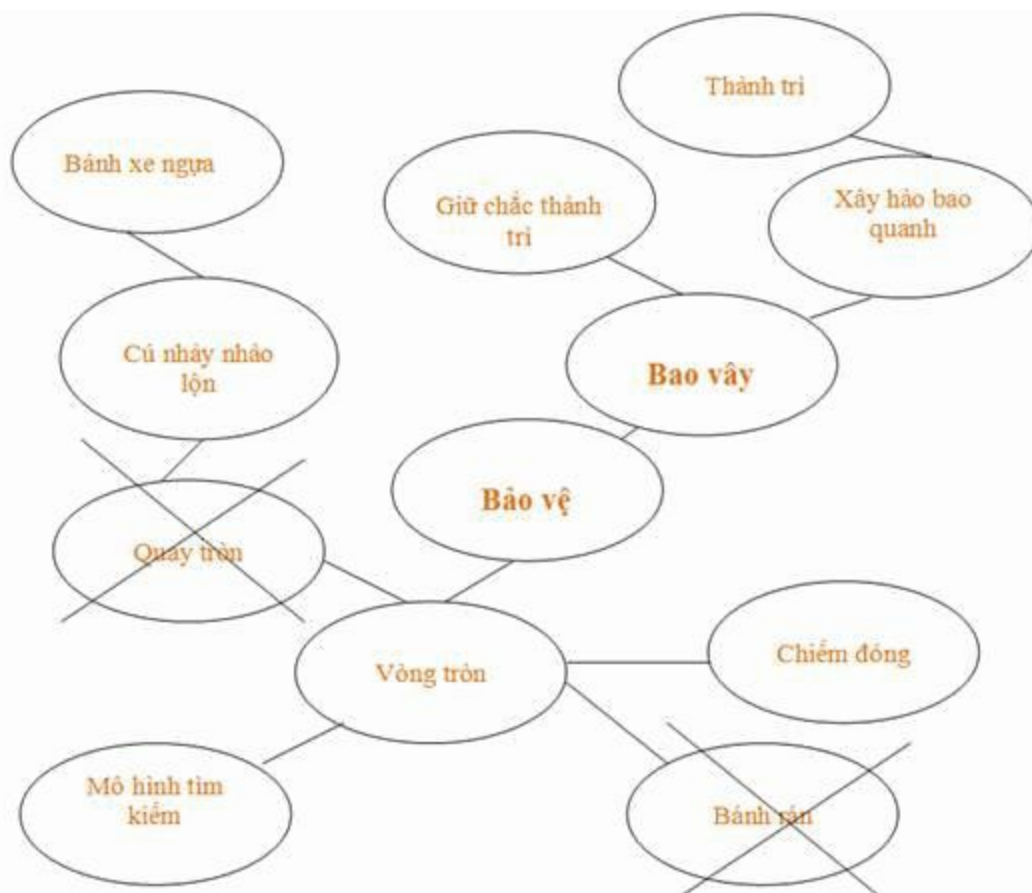 Thành trì
Bánh xe ngựa
Giữ chắc thành
trì
Xây hào bao
quanh
Cú nhảy nhào
lộn
Bao vây
Bảo vệ
Quay tròn
Vòng tròn
Chiếm đóng
Mô hình tìm
kiếm
Bánh rán